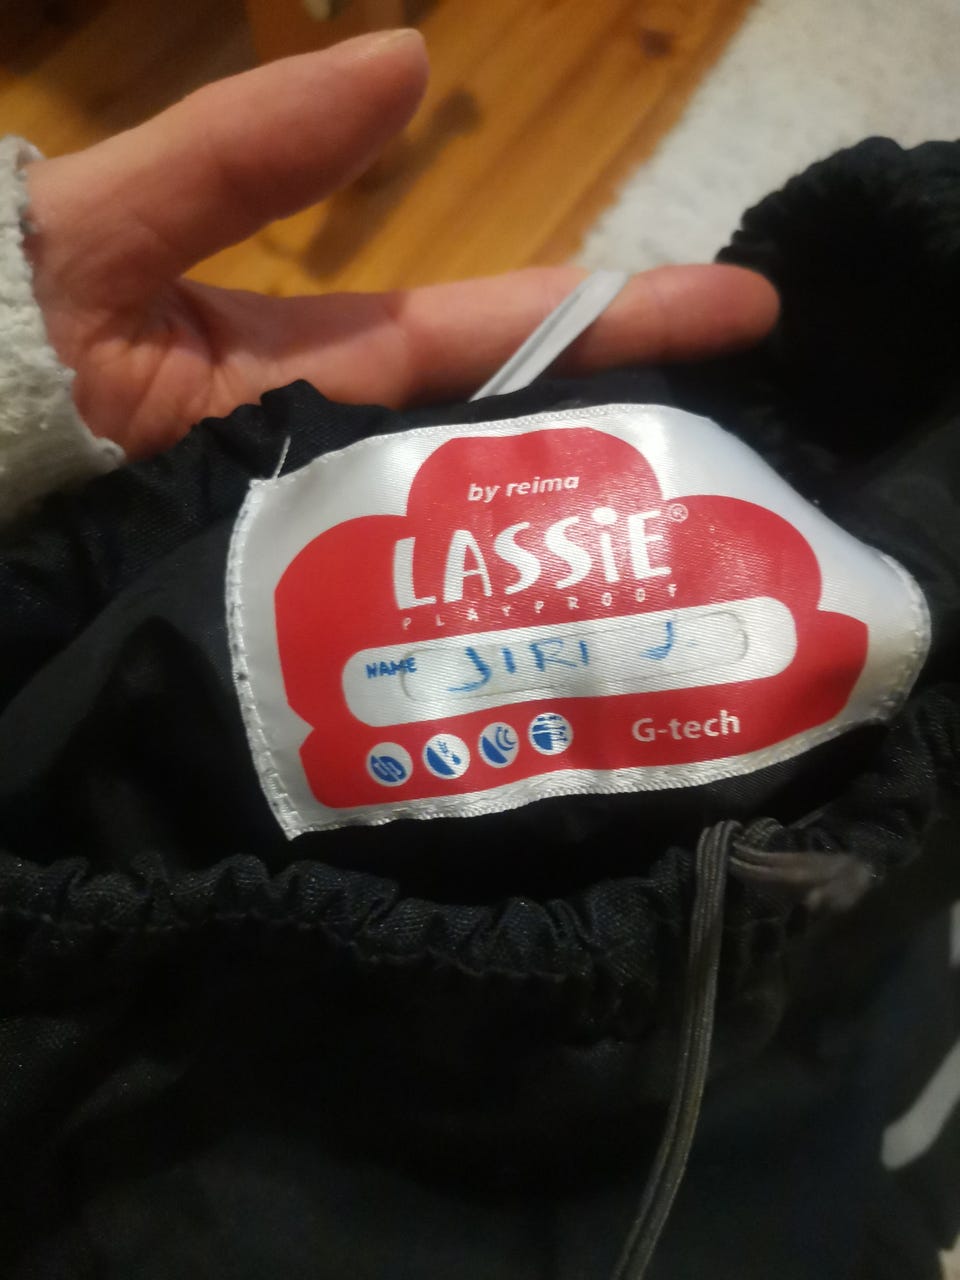 by reima
LASSiE®
PLAYPROOF
NAME JIRI J.
G-tech